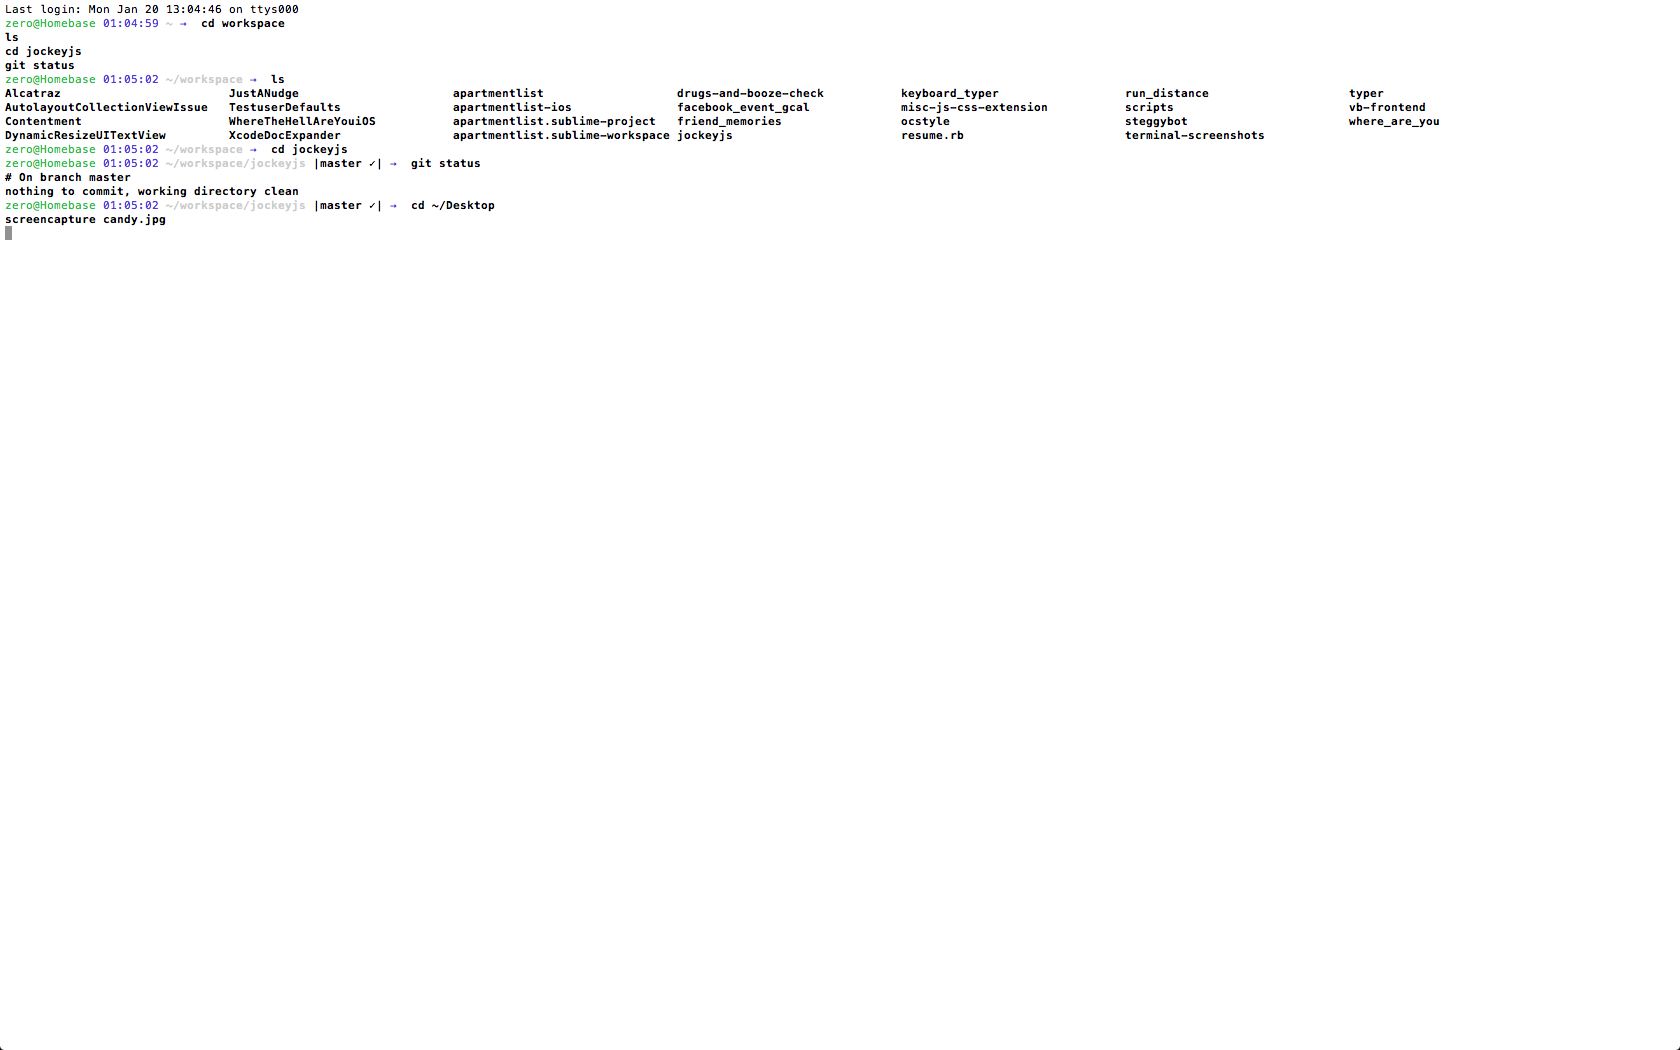 Last login: Mon Jan 20 13:04:46 on ttys000
zero@Homebase 01:04:59 ~ → cd workspace
ls
cd jockeyjs
git status
zero@Homebase 01:05:02 ~/workspace → ls
Alcatraz JustANudge apartmentlist drugs-and-booze-check keyboard_typer run_distance typer
AutolayoutCollectionViewIssue TestuserDefaults apartmentlist-ios facebook_event_gcal misc-js-css-extension scripts vb-frontend
Contentment WhereTheHellAreYouiOS apartmentlist.sublime-project friend_memories ocstyle steggybot where_are_you
DynamicResizeUITextView XcodeDocExpander apartmentlist.sublime-workspace jockeyjs resume.rb terminal-screenshots
zero@Homebase 01:05:02 ~/workspace → cd jockeyjs
zero@Homebase 01:05:02 ~/workspace/jockeyjs |master ✓| → git status
# On branch master
nothing to commit, working directory clean
zero@Homebase 01:05:02 ~/workspace/jockeyjs |master ✓| → cd ~/Desktop
screencapture candy.jpg